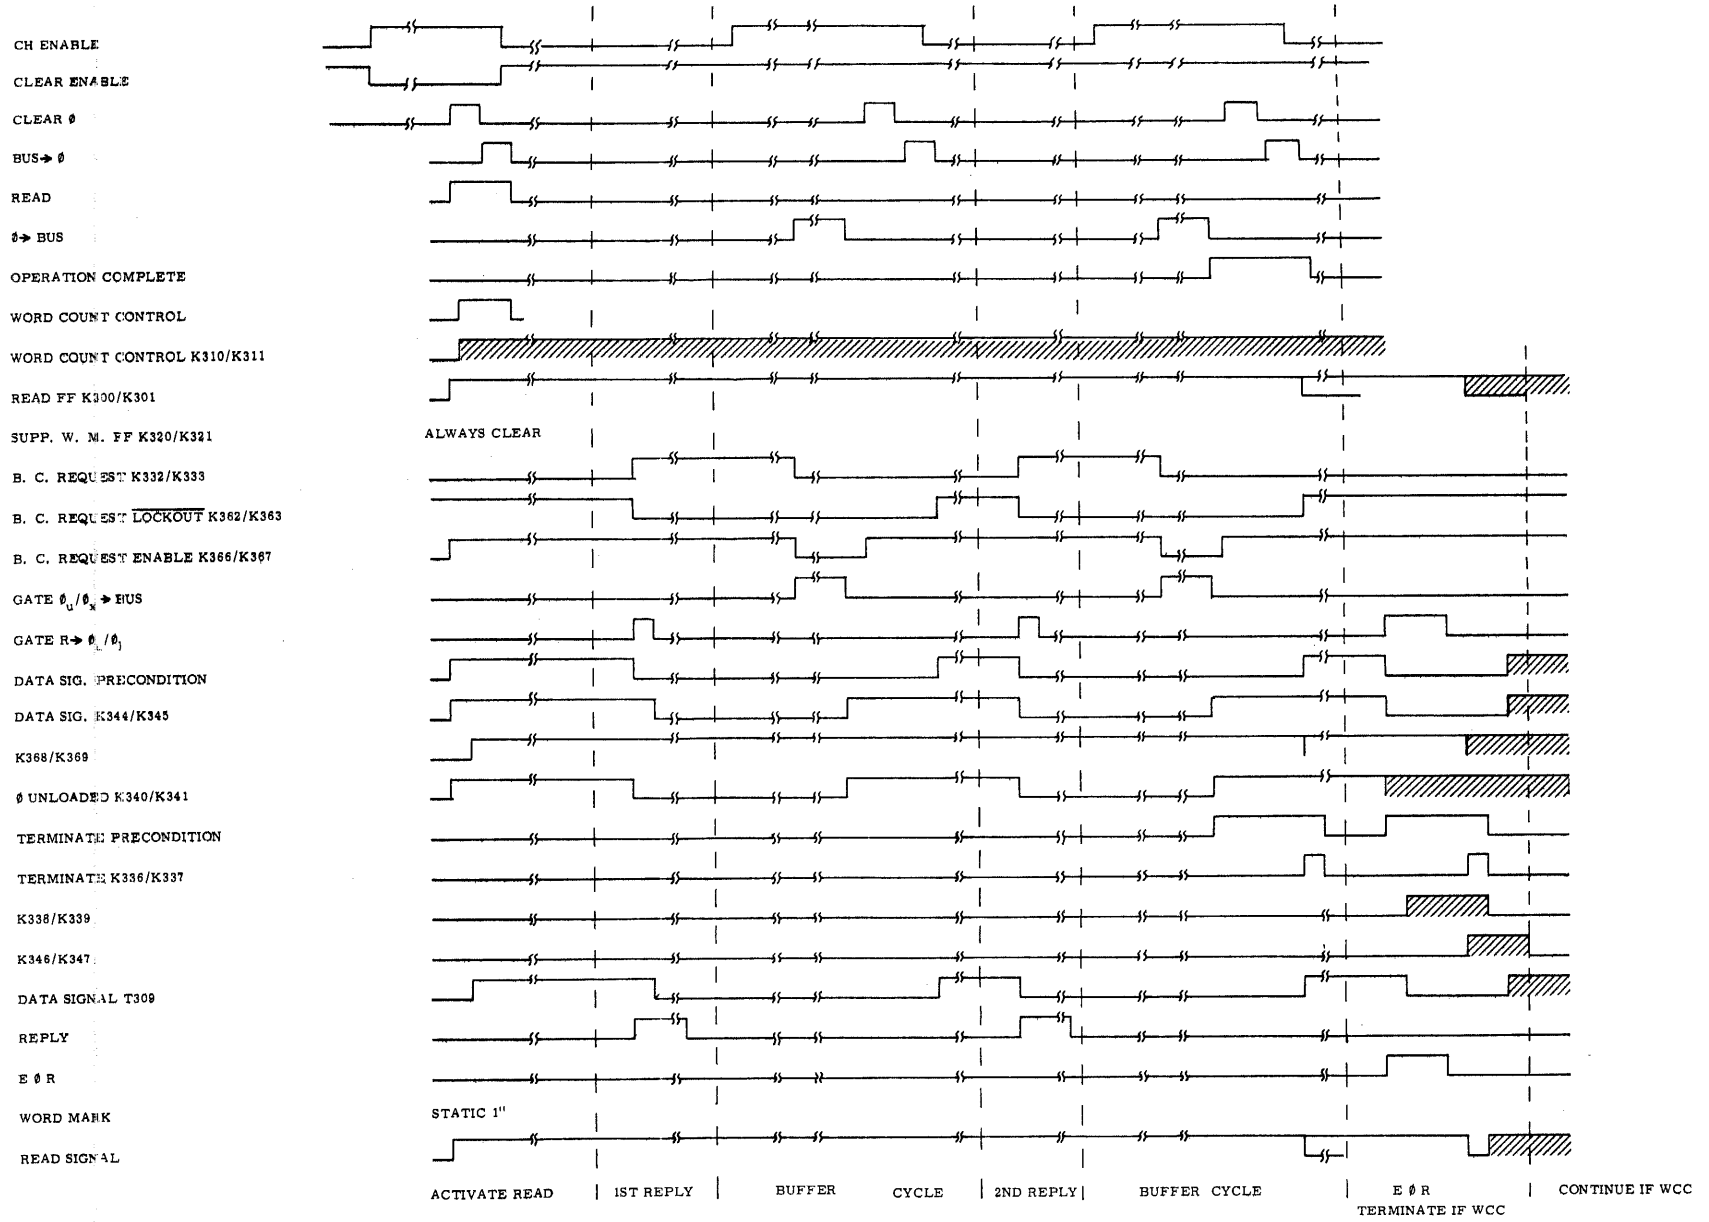 CH ENABLE
CLEAR ENABLE
CLEAR Ø
BUS→ Ø
READ
Ø→ BUS
OPERATION COMPLETE
WORD COUNT CONTROL
WORD COUNT CONTROL K310/K311
READ FF K300/K301
SUPP. W. M. FF K320/K321
ALWAYS CLEAR
B. C. REQUEST K332/K333
B. C. REQUEST LOCKOUT K362/K363
B. C. REQUEST ENABLE K366/K367
GATE Øu/Øx → BUS
GATE R→ ØL/Øl
DATA SIG. PRECONDITION
DATA SIG. K344/K345
K368/K369
Ø UNLOADED K340/K341
TERMINATE PRECONDITION
TERMINATE K336/K337
K338/K339
K346/K347
DATA SIGNAL T309
REPLY
E Ø R
WORD MARK
STATIC 1"
READ SIGNAL
ACTIVATE READ | 1ST REPLY | BUFFER CYCLE | 2ND REPLY | BUFFER CYCLE | E Ø R | CONTINUE IF WCC
TERMINATE IF WCC